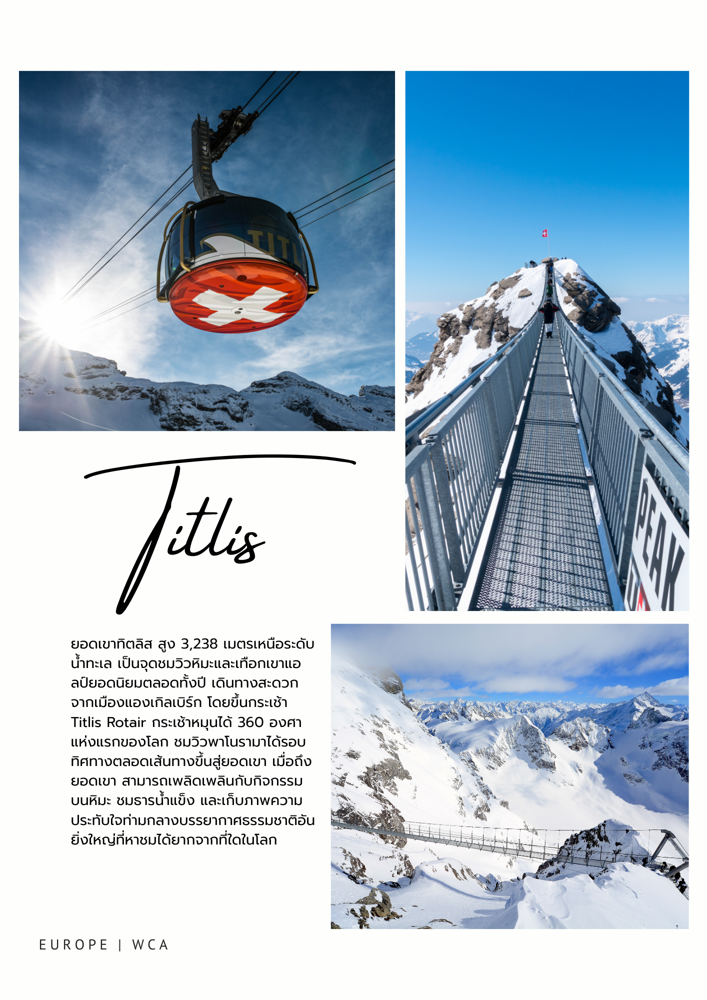 TITL
PEAK
Titlis
ยอดเขาทิตลิส สูง 3,238 เมตรเหนือระดับ
น้ำทะเล เป็นจุดชมวิวหิมะและเทือกเขาแอ
ลป์ยอดนิยมตลอดทั้งปี เดินทางสะดวก
จากเมืองแองเกิลเบิร์ก โดยขึ้นกระเช้า
Titlis Rotair กระเช้าหมุนได้ 360 องศา
แห่งแรกของโลก ชมวิวพาโนรามาได้รอบ
ทิศทางตลอดเส้นทางขึ้นสู่ยอดเขา เมื่อถึง
ยอดเขา สามารถเพลิดเพลินกับกิจกรรม
บนหิมะ ชมธารน้ำแข็ง และเก็บภาพความ
ประทับใจท่ามกลางบรรยากาศธรรมชาติอัน
ยิ่งใหญ่ที่หาชมได้ยากจากที่ใดในโลก
EUROPE | WCA